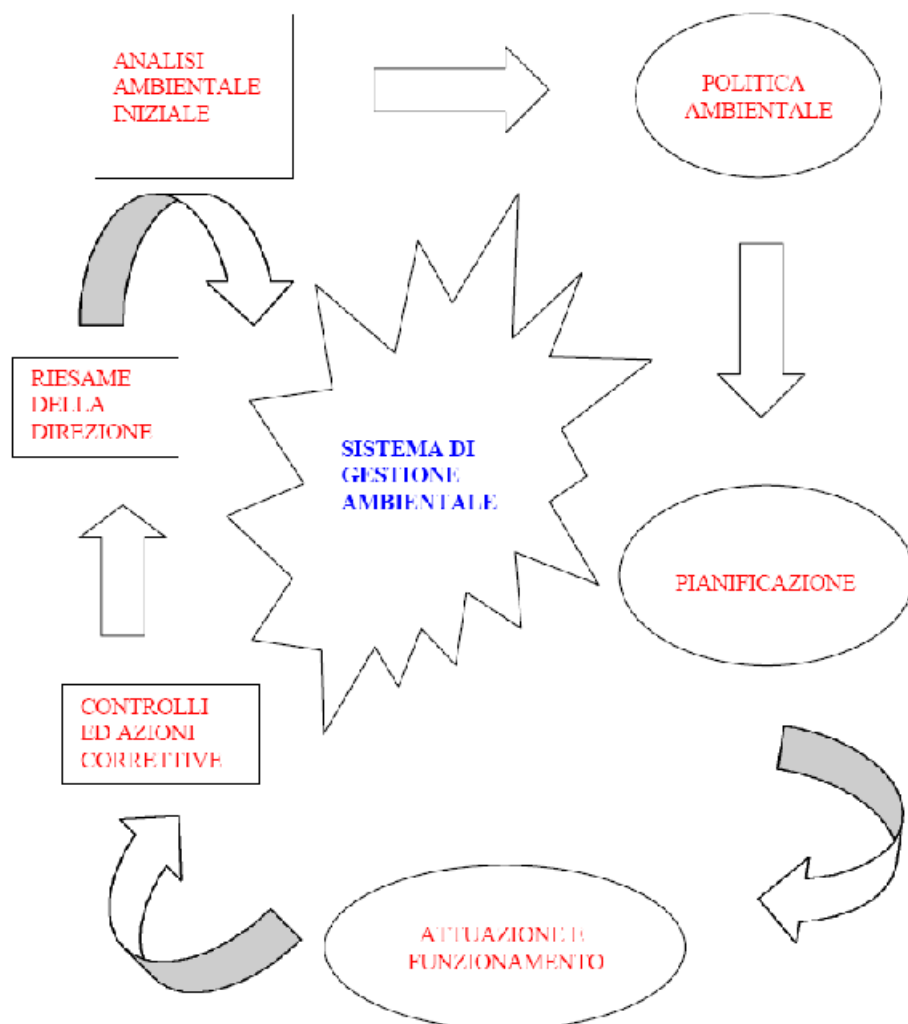 ANALISI
AMBIENTALE
INIZIALE
POLITICA
AMBIENTALE
RIESAME
DELLA
DIREZIONE
SISTEMA DI
GESTIONE
AMBIENTALE
PIANIFICAZIONE
CONTROLLI
ED AZIONI
CORRETTIVE
ATTUAZIONE E
FUNZIONAMENTO